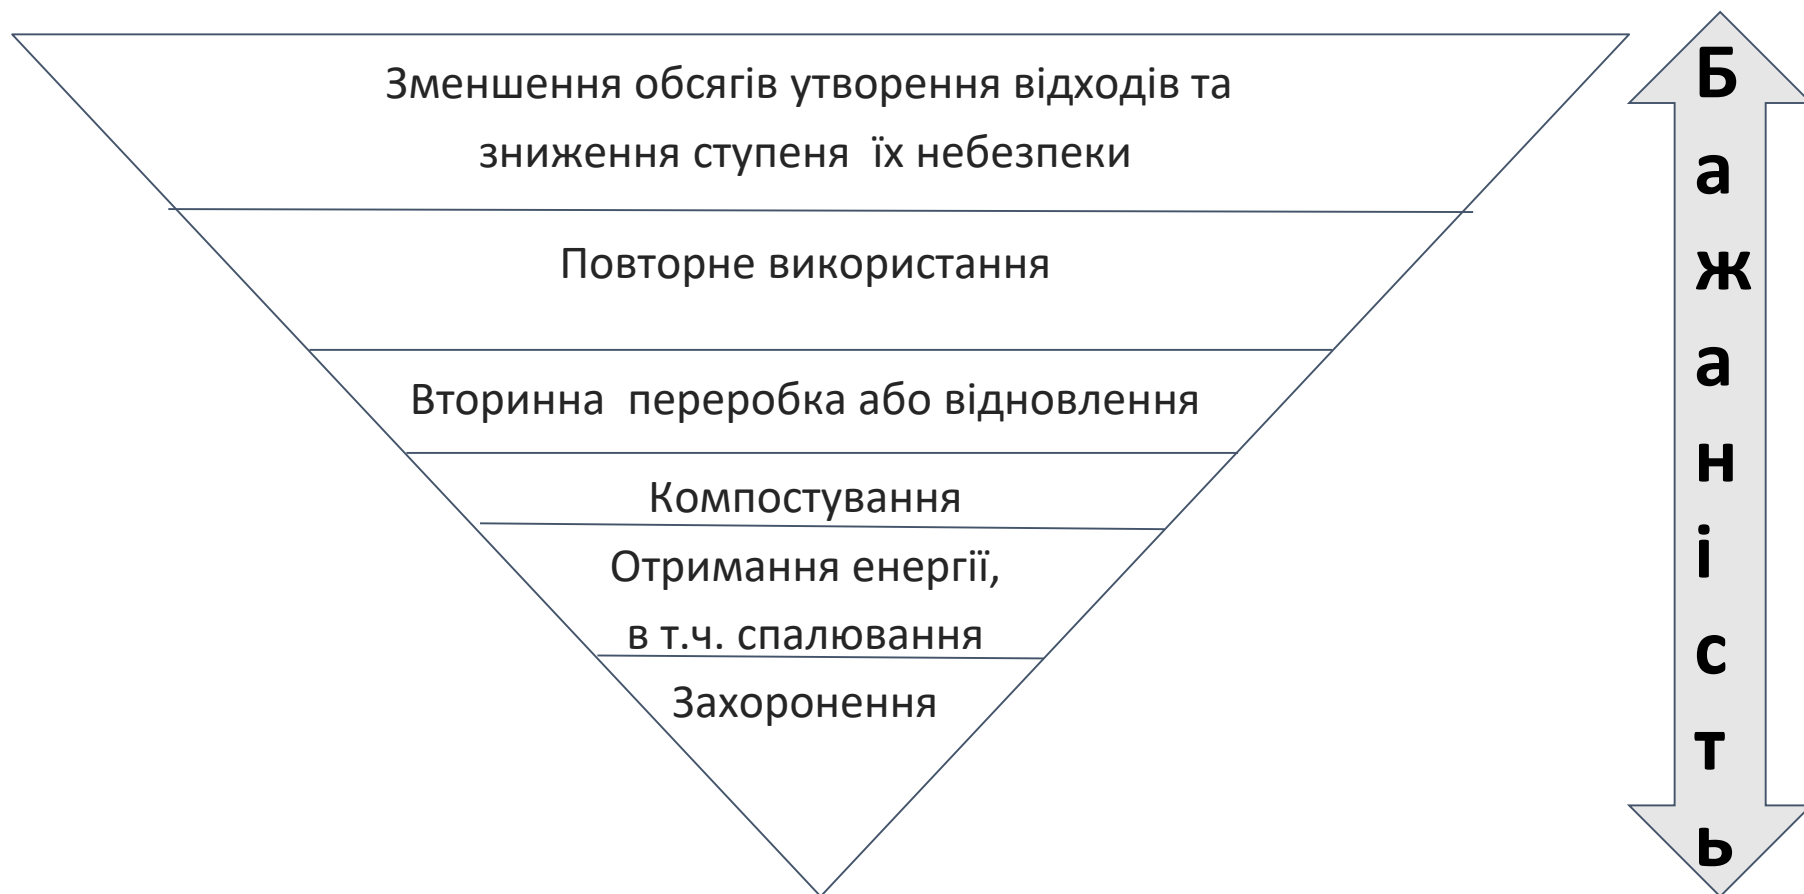 Зменшення обсягів утворення відходів та
зниження ступеня їх небезпеки
Повторне використання
Вторинна переробка або відновлення
Компостування
Отримання енергії,
в т.ч. спалювання
Захоронення
Бажаність